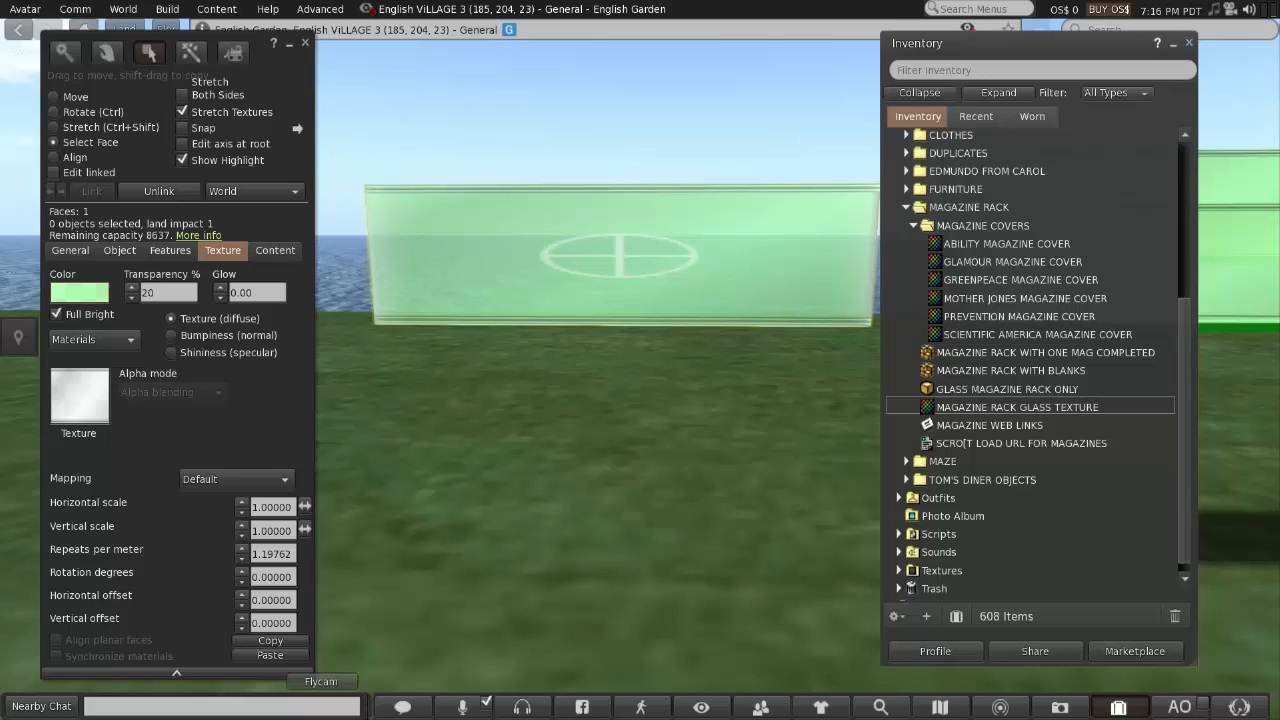 Avatar Comm World Build Content Help Advanced English ViLLAGE 3 (185, 204, 23) - General - English Garden Search Menus OS$ 0 BUY OS$ 7:16 PM PDT
English Garden, English ViLLAGE 3 (185, 204, 23) - General G Search
Drag to move, shift-drag to copy
Stretch
Both Sides
Move
Stretch Textures
Rotate (Ctrl)
Snap
Stretch (Ctrl+Shift)
Edit axis at root
Select Face
Show Highlight
Align
Edit linked
Link Unlink World
Faces: 1
0 objects selected, land impact 1
Remaining capacity 8637. More info
General Object Features Texture Content
Color Transparency % Glow
20 0.00
Full Bright Texture (diffuse)
Materials Bumpiness (normal)
Shininess (specular)
Alpha mode
Alpha blending
Texture
Mapping Default
Horizontal scale 1.00000
Vertical scale 1.00000
Repeats per meter 1.19762
Rotation degrees 0.00000
Horizontal offset 0.00000
Vertical offset 0.00000
Align planar faces Copy
Synchronize materials Paste
Flycam
Inventory
Filter Inventory
Collapse Expand Filter: All Types
Inventory Recent Worn
CLOTHES
DUPLICATES
EDMUNDO FROM CAROL
FURNITURE
MAGAZINE RACK
MAGAZINE COVERS
ABILITY MAGAZINE COVER
GLAMOUR MAGAZINE COVER
GREENPEACE MAGAZINE COVER
MOTHER JONES MAGAZINE COVER
PREVENTION MAGAZINE COVER
SCIENTIFIC AMERICA MAGAZINE COVER
MAGAZINE RACK WITH ONE MAG COMPLETED
MAGAZINE RACK WITH BLANKS
GLASS MAGAZINE RACK ONLY
MAGAZINE RACK GLASS TEXTURE
MAGAZINE WEB LINKS
SCRO[T LOAD URL FOR MAGAZINES
MAZE
TOM'S DINER OBJECTS
Outfits
Photo Album
Scripts
Sounds
Textures
Trash
608 Items
Profile Share Marketplace
Nearby Chat AO